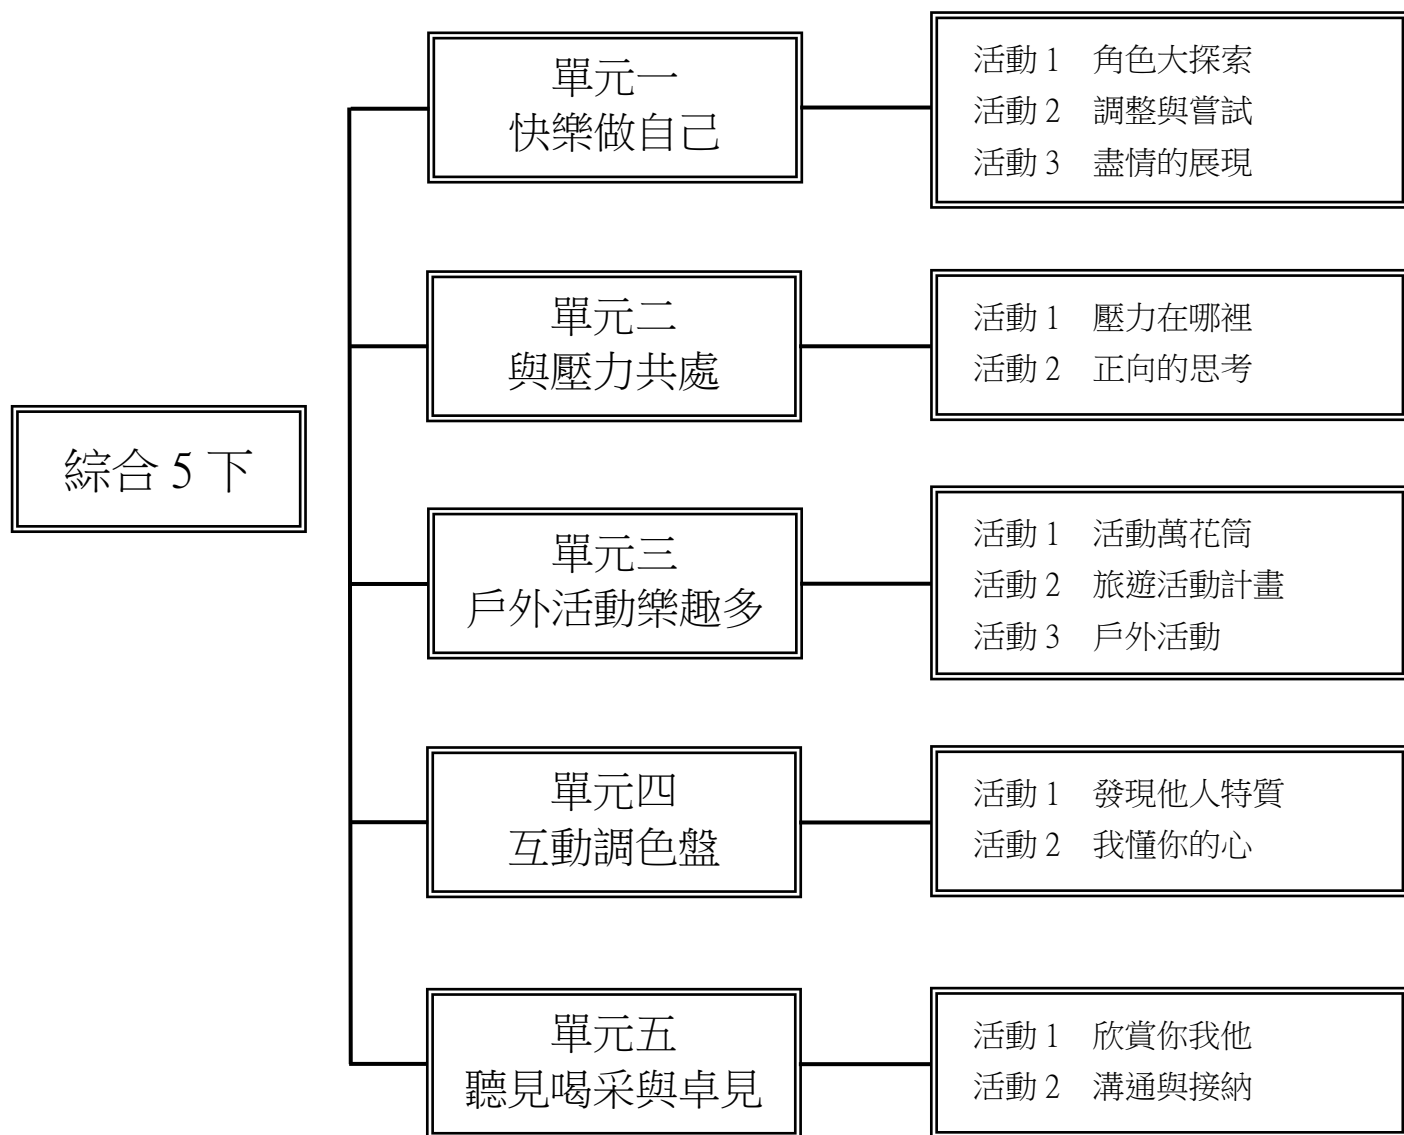 綜合 5 下
單元一
快樂做自己
活動 1 角色大探索
活動 2 調整與嘗試
活動 3 盡情的展現
單元二
與壓力共處
活動 1 壓力在哪裡
活動 2 正向的思考
單元三
戶外活動樂趣多
活動 1 活動萬花筒
活動 2 旅遊活動計畫
活動 3 戶外活動
單元四
互動調色盤
活動 1 發現他人特質
活動 2 我懂你的心
單元五
聽見喝采與卓見
活動 1 欣賞你我他
活動 2 溝通與接納